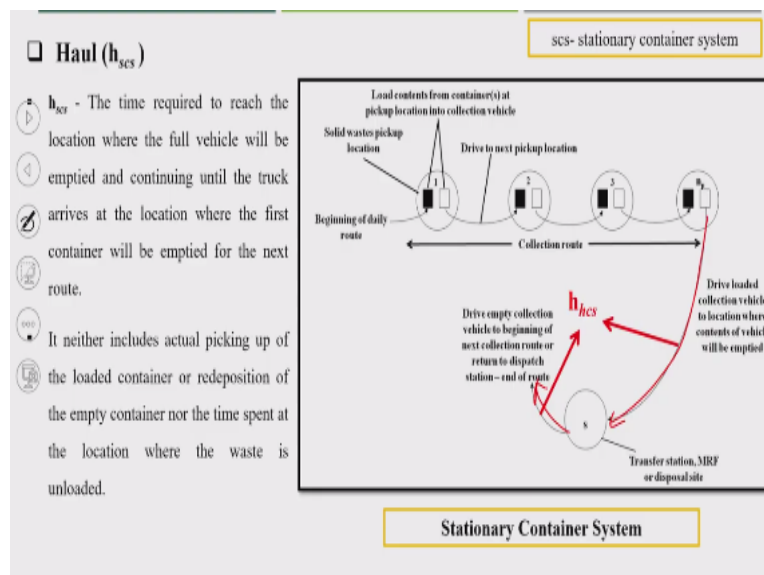 scs- stationary container system
❑ Haul (hscs)
hscs - The time required to reach the
location where the full vehicle will be
emptied and continuing until the truck
arrives at the location where the first
container will be emptied for the next
route.
It neither includes actual picking up of
the loaded container or redeposition of
the empty container nor the time spent at
the location where the waste is
unloaded.
Load contents from container(s) at
pickup location into collection vehicle
Solid wastes pickup
location
Drive to next pickup location
1
2
3
Beginning of daily
route
Collection route
Drive loaded
collection vehicle
to location where
contents of vehicle
will be emptied
hhcs
Drive empty collection
vehicle to beginning of
next collection route or
return to dispatch
station – end of route
s
Transfer station, MRF
or disposal site
Stationary Container System